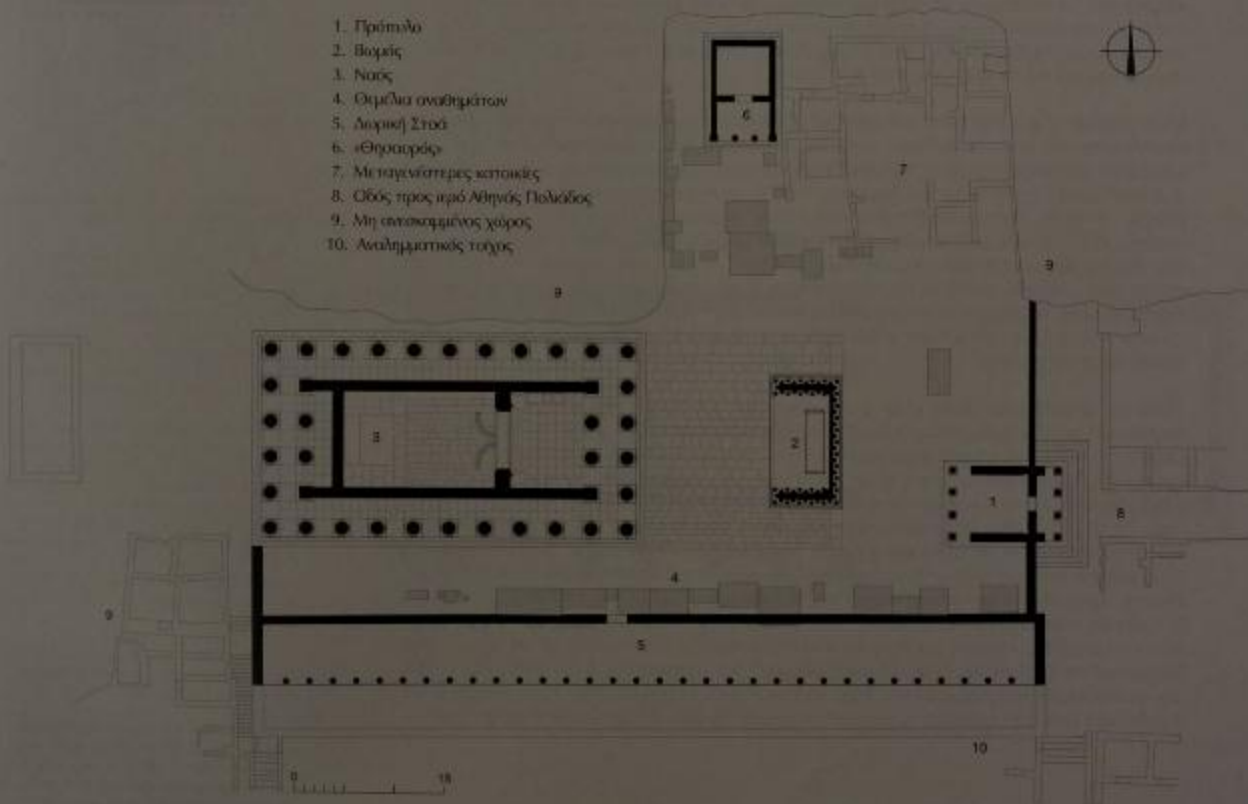 1. Πρόπυλο
2. Βωμός
3. Ναός
4. Θεμέλια αναθημάτων
5. Δωρική Στοά
6. «Θησαυρός»
7. Μεταγενέστερες κατοικίες
8. Οδός προς ιερό Αθηνάς Πολιάδος
9. Μη ανεσκαμμένος χώρος
10. Αναλημματικός τοίχος
6
7
9
9
3
2
1
8
4
9
5
10
0